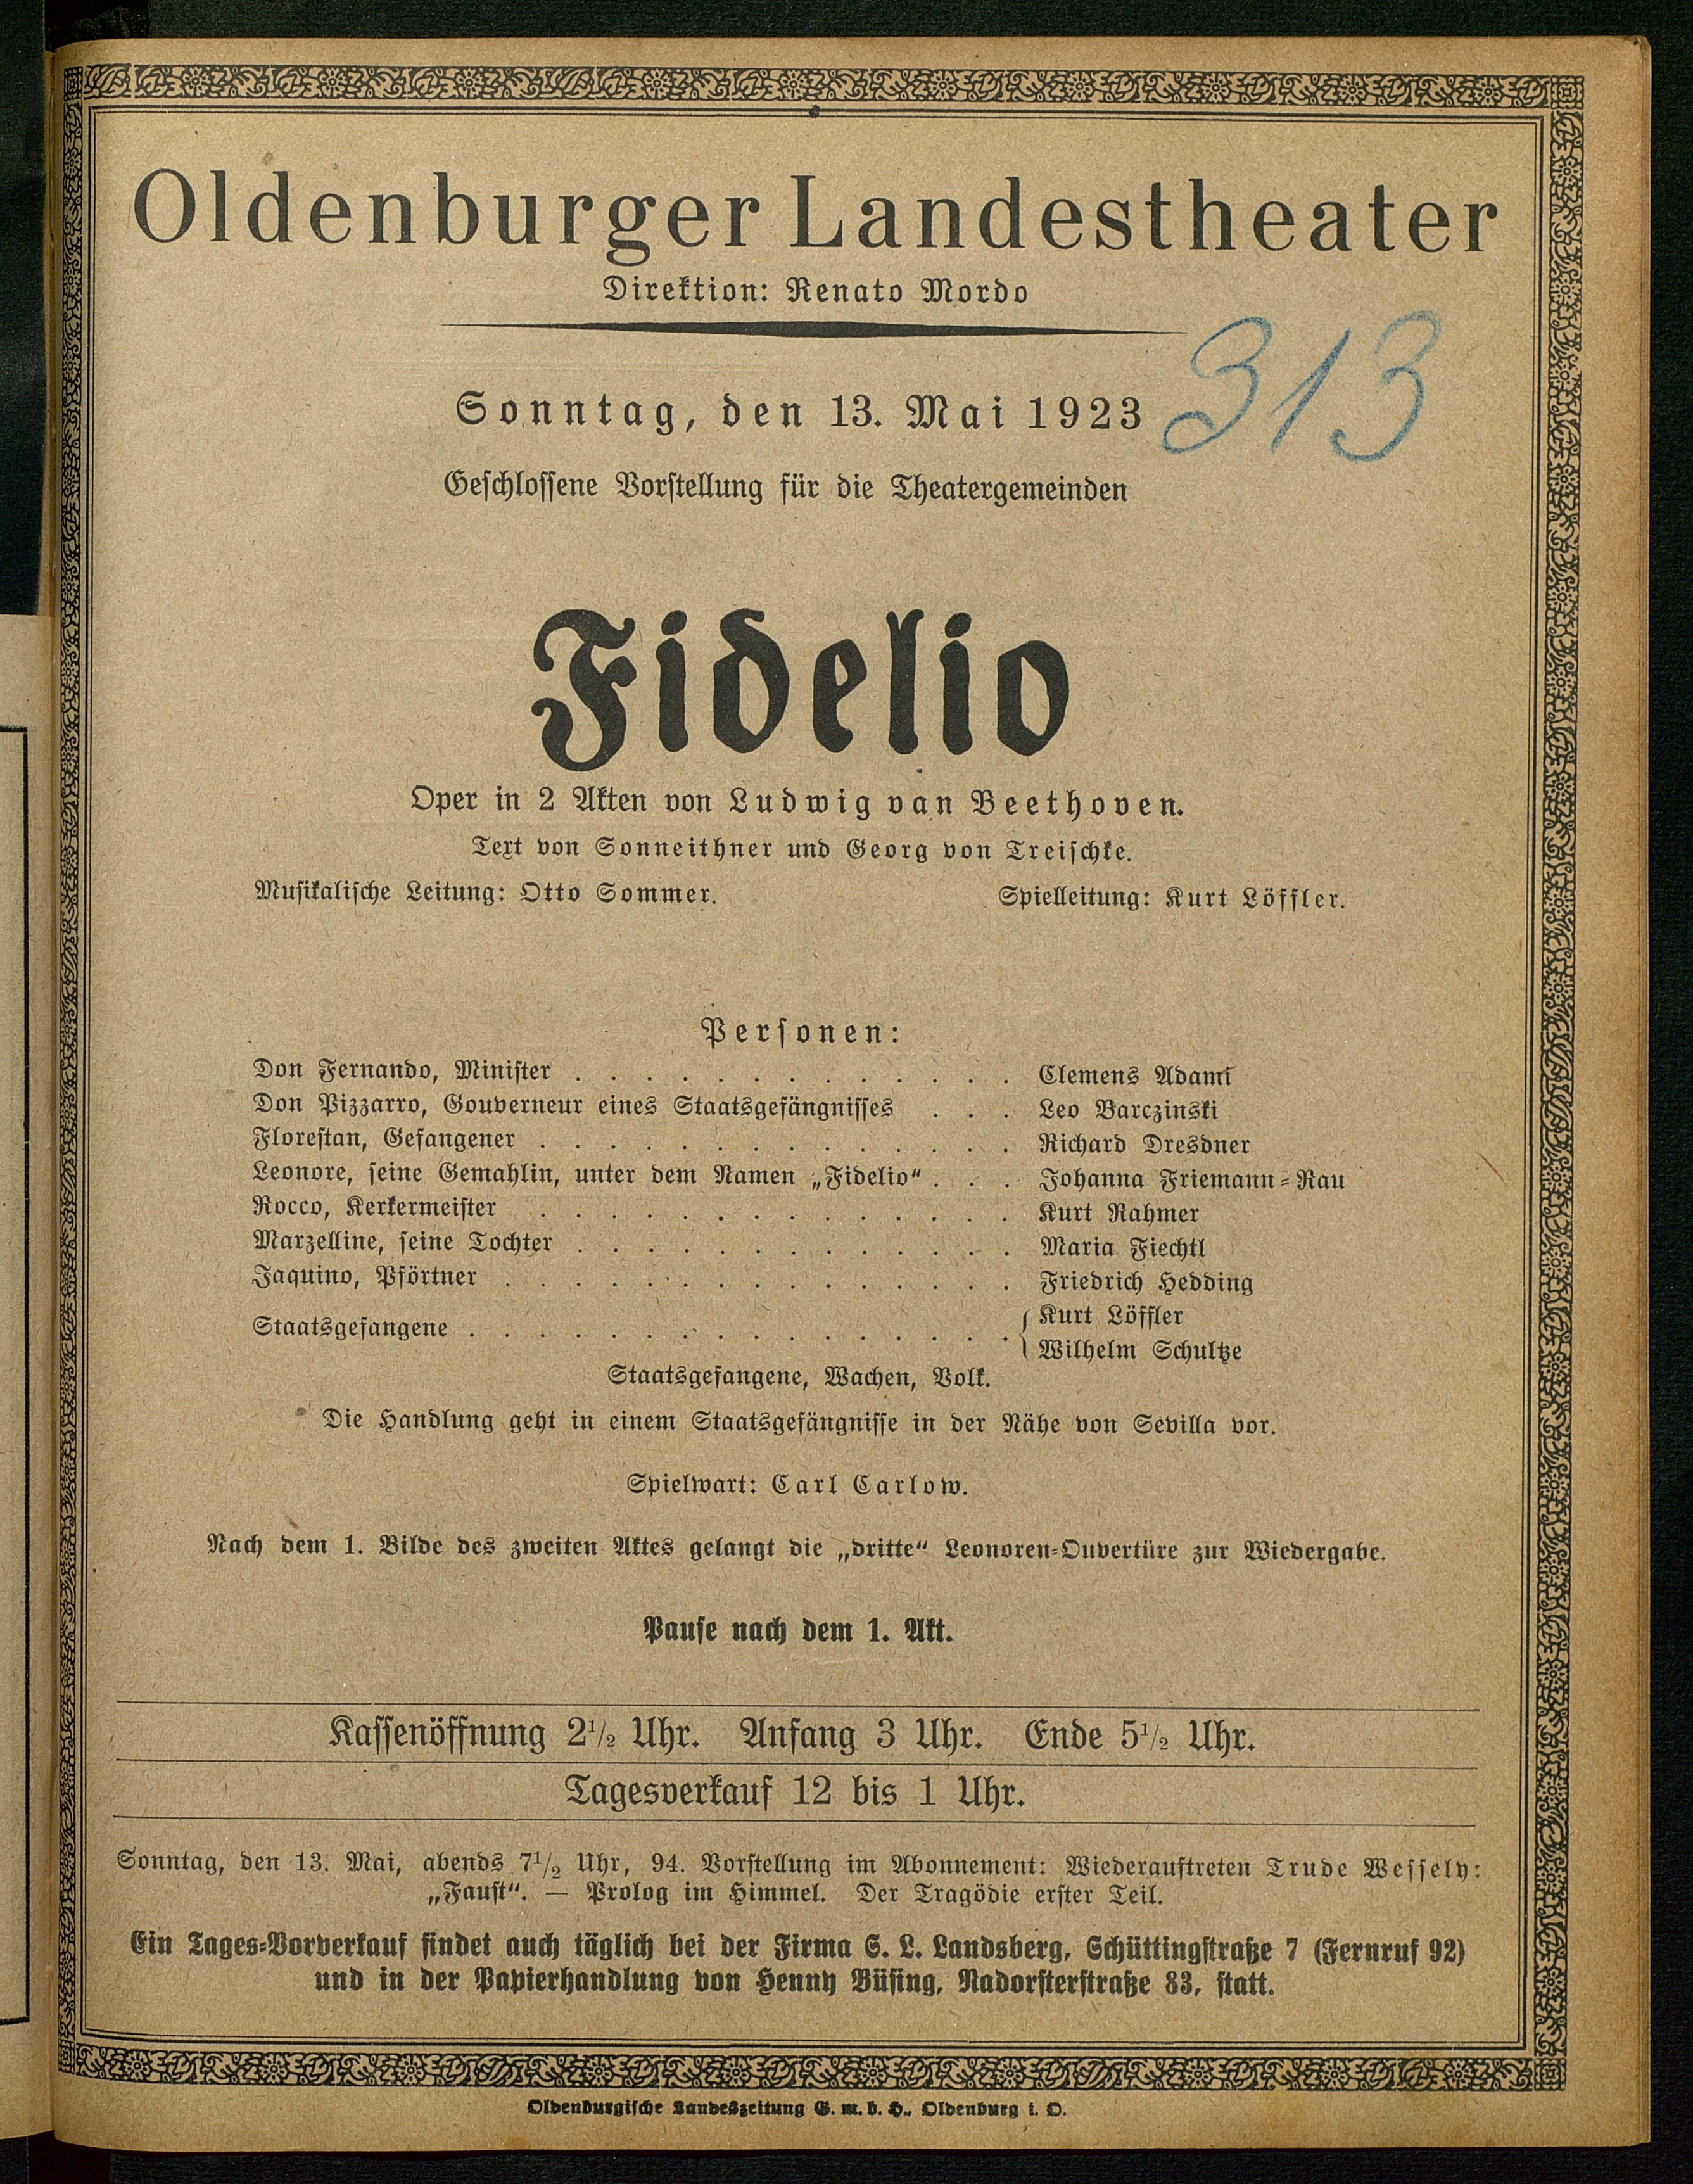 Oldenburger Landestheater
Direktion: Renato Mordo
313
Sonntag, den 13. Mai 1923
Geschlossene Vorstellung für die Theatergemeinden
Fidelio
Oper in 2 Akten von Ludwig van Beethoven.
Text von Sonneithner und Georg von Treischke.
Musikalische Leitung: Otto Sommer. Spielleitung: Kurt Löffler.
Personen:
Don Fernando, Minister . . . . . . . . . . . . . Clemens Adami
Don Pizzarro, Gouverneur eines Staatsgefängnisses . . . Leo Barczinski
Florestan, Gefangener . . . . . . . . . . . . . . Richard Dresdner
Leonore, seine Gemahlin, unter dem Namen „Fidelio“ . . . Johanna Friemann-Rau
Rocco, Kerkermeister . . . . . . . . . . . . . . Kurt Rahmer
Marzelline, seine Tochter . . . . . . . . . . . . . Maria Fiechtl
Jaquino, Pförtner . . . . . . . . . . . . . . . Friedrich Hedding
Staatsgefangene . . . . . . . . . . . . . . . . { Kurt Löffler
Wilhelm Schultze
Staatsgefangene, Wachen, Volk.
Die Handlung geht in einem Staatsgefängnisse in der Nähe von Sevilla vor.
Spielwart: Carl Carlow.
Nach dem 1. Bilde des zweiten Aktes gelangt die „dritte“ Leonoren-Ouvertüre zur Wiedergabe.
Pause nach dem 1. Akt.
Kassenöffnung 2½ Uhr. Anfang 3 Uhr. Ende 5½ Uhr.
Tagesverkauf 12 bis 1 Uhr.
Sonntag, den 13. Mai, abends 7½ Uhr, 94. Vorstellung im Abonnement: Wiederauftreten Trude Wessely:
„Faust“. — Prolog im Himmel. Der Tragödie erster Teil.
Ein Tages-Vorverkauf findet auch täglich bei der Firma S. L. Landsberg, Schüttingstraße 7 (Fernruf 92)
und in der Papierhandlung von Henny Büsing, Nadorsterstraße 83, statt.
Oldenburgische Landeszeitung G. m. b. H., Oldenburg i. O.